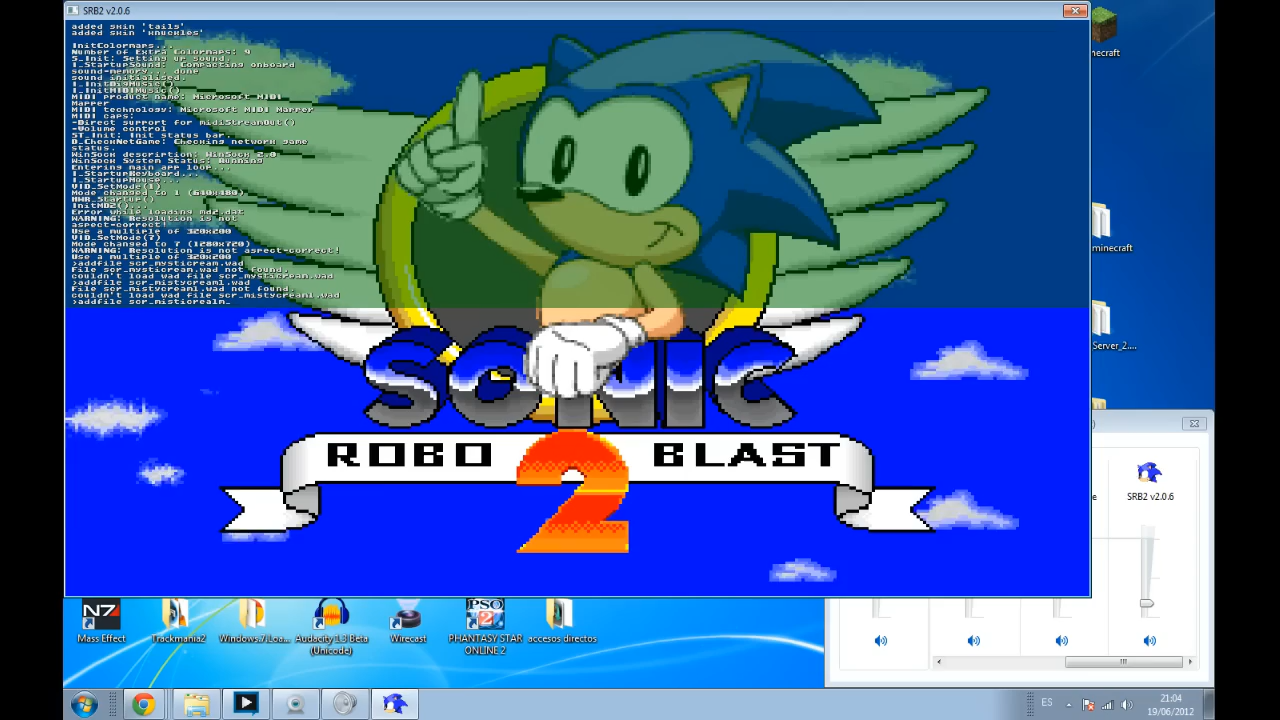 SRB2 v2.0.6
added skin 'tails'
added skin 'knuckles'
InitColormaps...
Number of Extra Colormaps: 4
S_Init: Setting up sound.
I_StartupSound: Compacting onboard
sound-memory... done
sound initialised.
I_InitDigMusic()
I_InitMIDIMusic()
MIDI product name: Microsoft MIDI
Mapper
MIDI technology: Microsoft MIDI Mapper
MIDI caps:
-Direct support for midiStreamOut()
-Volume control
ST_Init: Init status bar...
D_CheckNetGame: Checking network game
status.
WinSock description: WinSock 2.0
WinSock System Status: Running
Entering main app loop...
I_StartupKeyboard...
I_StartupMouse...
VID_SetMode(1)
Mode changed to 1 (640x480)
HWR_Startup()
InitMD2()...
Error while loading md2.dat
WARNING: Resolution is not
aspect-correct!
Use a multiple of 320x200
VID_SetMode(7)
Mode changed to 7 (1280x720)
WARNING: Resolution is not aspect-correct!
Use a multiple of 320x200
>addfile scr_mysticream.wad
File scr_mysticream.wad not found.
couldn't load wad file scr_mysticream.wad
>addfile scr_mistycream1.wad
File scr_mistycream1.wad not found.
couldn't load wad file scr_mistycream1.wad
>addfile scr_misticrealm_
SONIC
ROBO 2 BLAST
minecraft
Server_2....
SRB2 v2.0.6
N7
PSO
2
Mass Effect
Trackmania2
Windows.7.Loa...
Audacity 1.3 Beta
(Unicode)
Wirecast
PHANTASY STAR
ONLINE 2
accesos directos
ES
21:04
19/06/2012